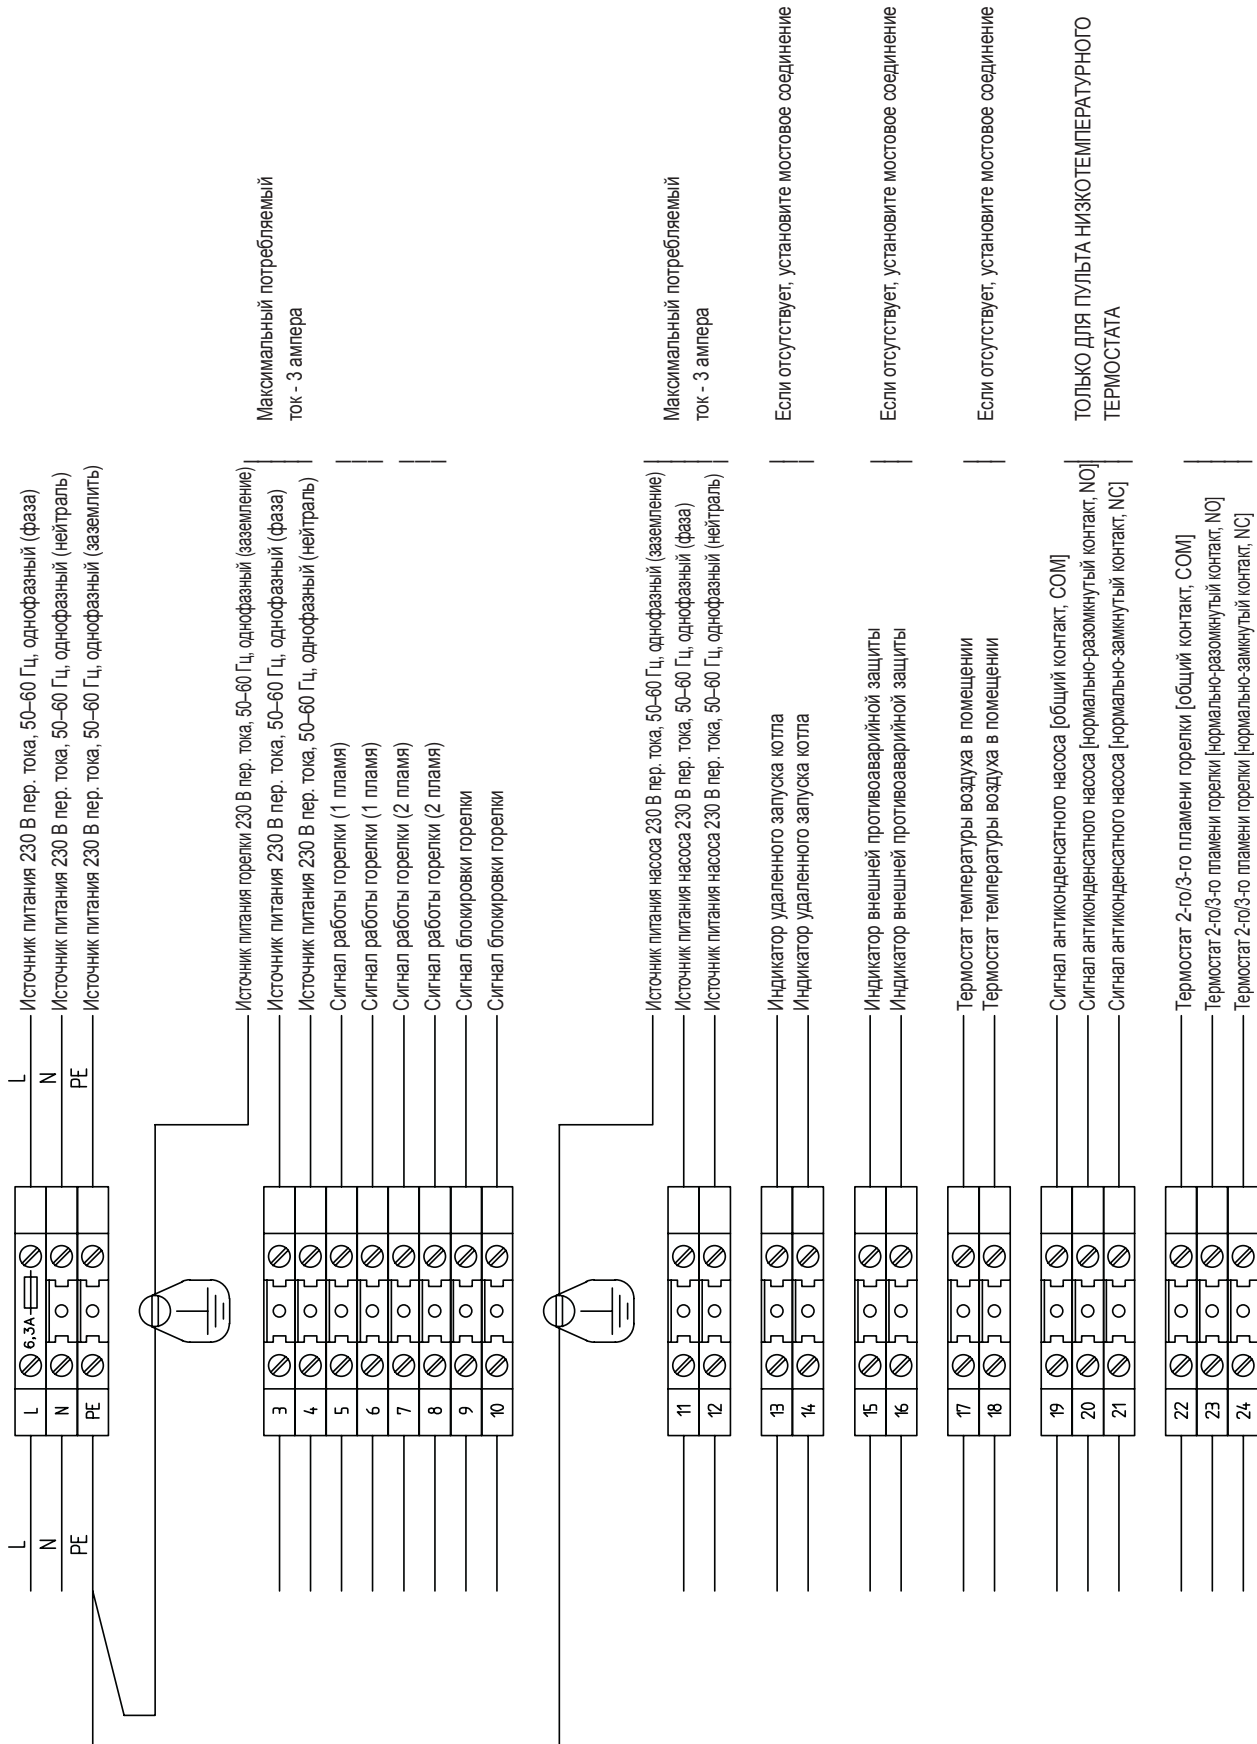 L
N
PE
L
6,3A
L
Источник питания 230 В пер. тока, 50–60 Гц, однофазный (фаза)
N
N
Источник питания 230 В пер. тока, 50–60 Гц, однофазный (нейтраль)
PE
PE
Источник питания 230 В пер. тока, 50–60 Гц, однофазный (заземлить)
Источник питания горелки 230 В пер. тока, 50–60 Гц, однофазный (заземление)
3
Источник питания 230 В пер. тока, 50–60 Гц, однофазный (фаза)
4
Источник питания 230 В пер. тока, 50–60 Гц, однофазный (нейтраль)
Максимальный потребляемый
ток - 3 ампера
5
Сигнал работы горелки (1 пламя)
6
Сигнал работы горелки (1 пламя)
7
Сигнал работы горелки (2 пламя)
8
Сигнал работы горелки (2 пламя)
9
Сигнал блокировки горелки
10
Сигнал блокировки горелки
Источник питания насоса 230 В пер. тока, 50–60 Гц, однофазный (заземление)
11
Источник питания насоса 230 В пер. тока, 50–60 Гц, однофазный (фаза)
12
Источник питания насоса 230 В пер. тока, 50–60 Гц, однофазный (нейтраль)
Максимальный потребляемый
ток - 3 ампера
13
Индикатор удаленного запуска котла
14
Индикатор удаленного запуска котла
Если отсутствует, установите мостовое соединение
15
Индикатор внешней противоаварийной защиты
16
Индикатор внешней противоаварийной защиты
Если отсутствует, установите мостовое соединение
17
Термостат температуры воздуха в помещении
18
Термостат температуры воздуха в помещении
Если отсутствует, установите мостовое соединение
19
Сигнал антиконденсатного насоса [общий контакт, COM]
20
Сигнал антиконденсатного насоса [нормально-разомкнутый контакт, NO]
21
Сигнал антиконденсатного насоса [нормально-замкнутый контакт, NC]
ТОЛЬКО ДЛЯ ПУЛЬТА НИЗКОТЕМПЕРАТУРНОГО
ТЕРМОСТАТА
22
Термостат 2-го/3-го пламени горелки [общий контакт, COM]
23
Термостат 2-го/3-го пламени горелки [нормально-разомкнутый контакт, NO]
24
Термостат 2-го/3-го пламени горелки [нормально-замкнутый контакт, NC]